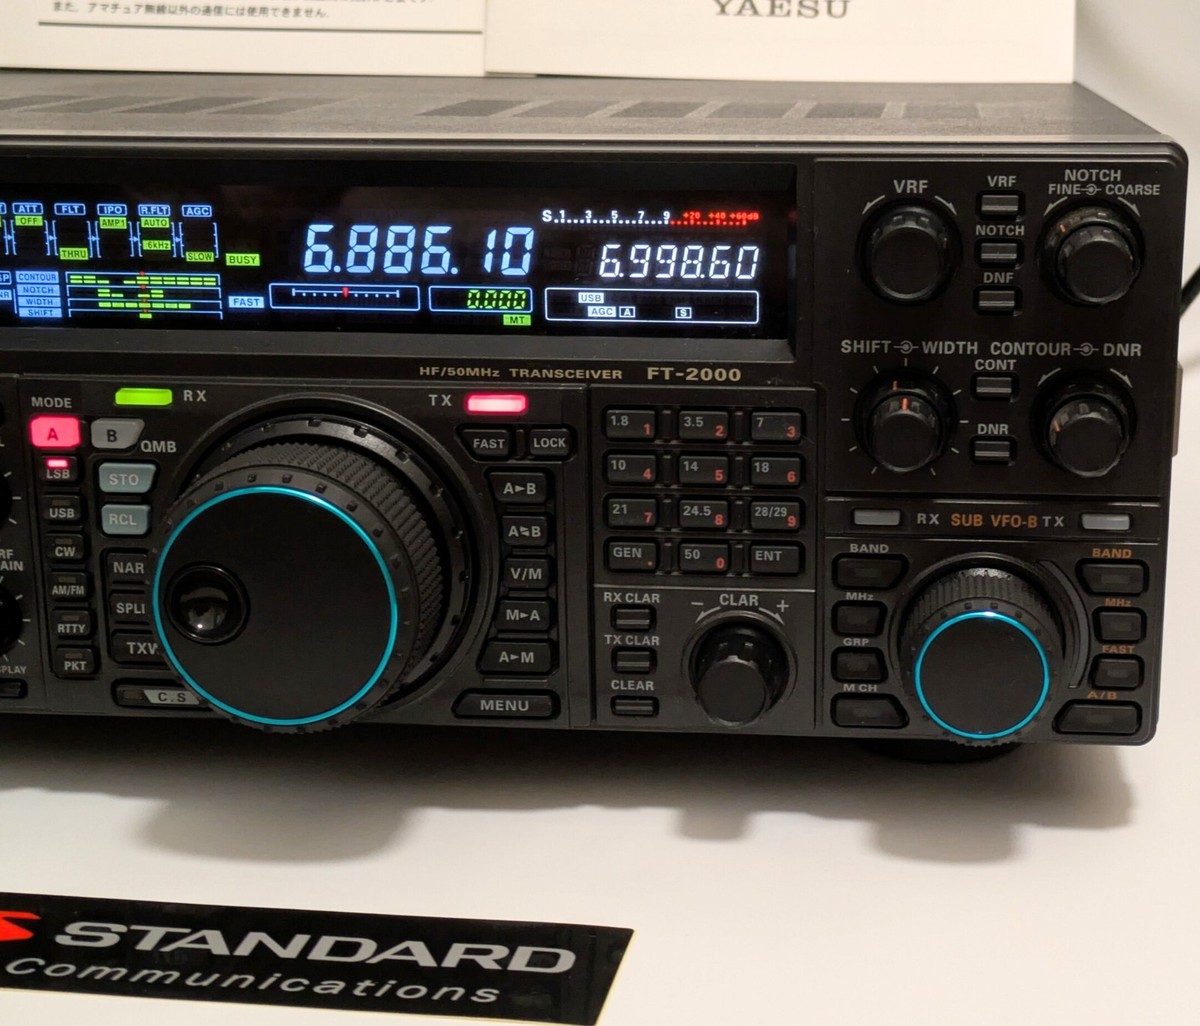 また、アマチュア無線以外の通信には使用できません.
YAESU
ATT FLT IPO R.FLT AGC
OFF AMP1 AUTO
6kHz
THRU SLOW BUSY
CONTOUR
NOTCH
WIDTH
SHIFT
FAST
6.886.10
0.000
MT
S.1...3...5...7...9 +20 +40 +60dB
6.998.60
USB
AGC A S
HF/50MHz TRANSCEIVER FT-2000
VRF
VRF
NOTCH
DNF
NOTCH
FINE COARSE
SHIFT WIDTH CONTOUR DNR
CONT
DNR
MODE
RX
TX
A B QMB
LSB
STO
USB
RCL
CW
NAR
AM/FM
SPLI
RTTY
TXW
PKT
C.S
FAST LOCK
A►B
A⇆B
V/M
M►A
A►M
MENU
1.8 1 3.5 2 7 3
10 4 14 5 18 6
21 7 24.5 8 28/29 9
GEN . 50 0 ENT
RX CLAR
TX CLAR
CLEAR
− CLAR +
RX SUB VFO-B TX
BAND
MHz
GRP
M CH
BAND
MHz
FAST
A/B
STANDARD
Communications